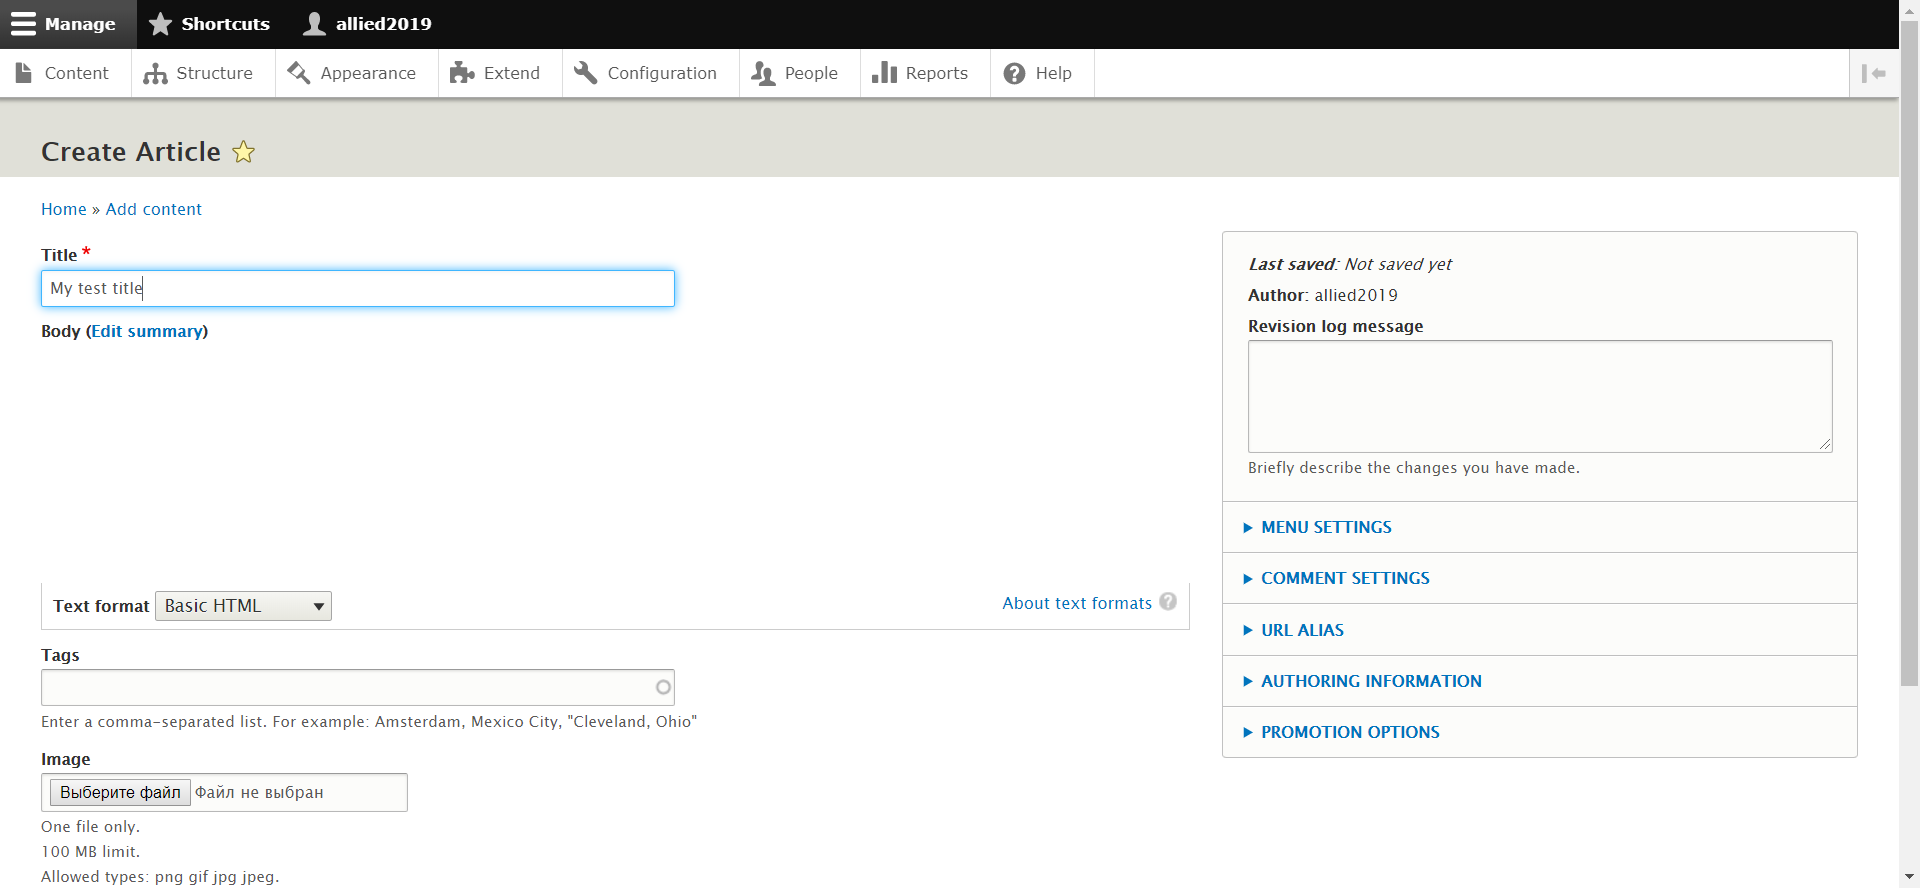 Manage Shortcuts allied2019
Content Structure Appearance Extend Configuration People Reports Help
Create Article
Home » Add content
Title *
My test title
Body (Edit summary)
Text format Basic HTML About text formats ?
Tags
Enter a comma-separated list. For example: Amsterdam, Mexico City, "Cleveland, Ohio"
Image
Выберите файл Файл не выбран
One file only.
100 MB limit.
Allowed types: png gif jpg jpeg.
Last saved: Not saved yet
Author: allied2019
Revision log message
Briefly describe the changes you have made.
MENU SETTINGS
COMMENT SETTINGS
URL ALIAS
AUTHORING INFORMATION
PROMOTION OPTIONS